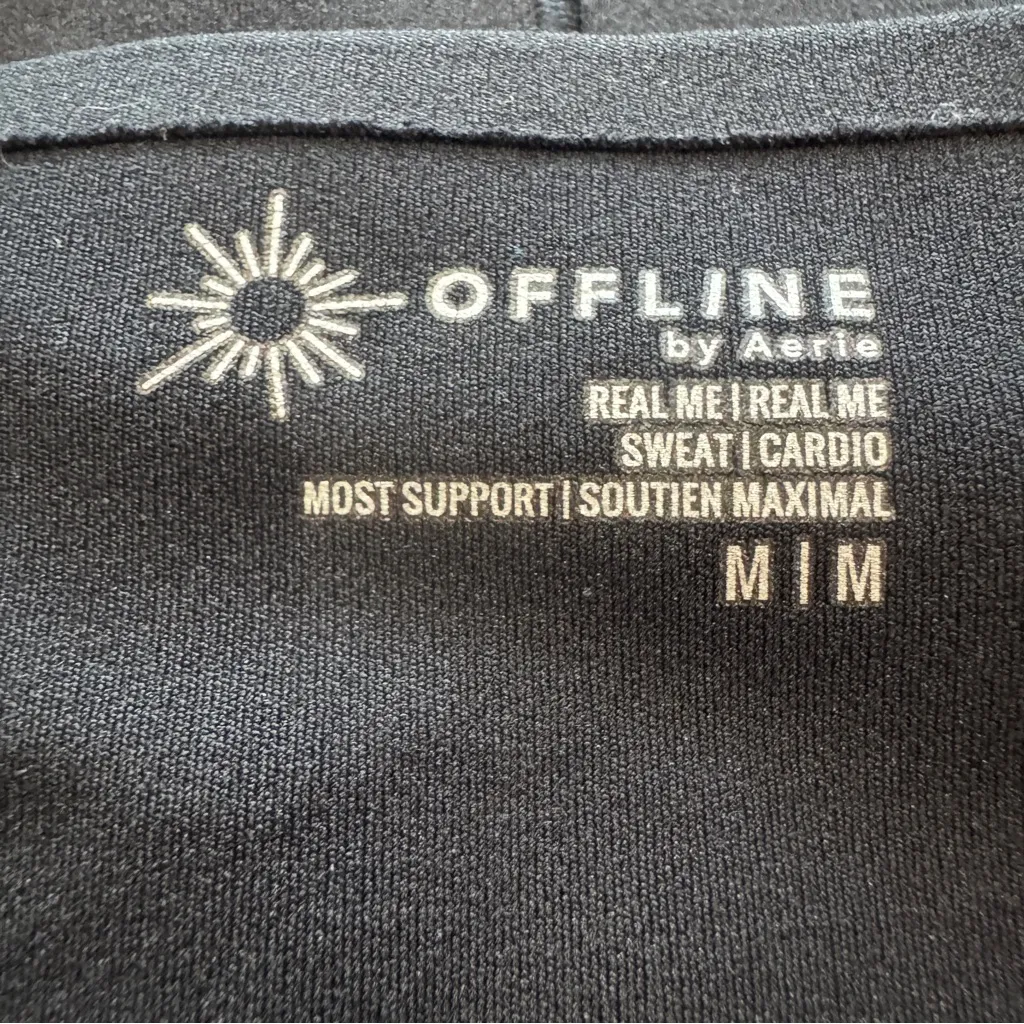 OFFLINE
by Aerie
REAL ME | REAL ME
SWEAT | CARDIO
MOST SUPPORT | SOUTIEN MAXIMAL
M | M